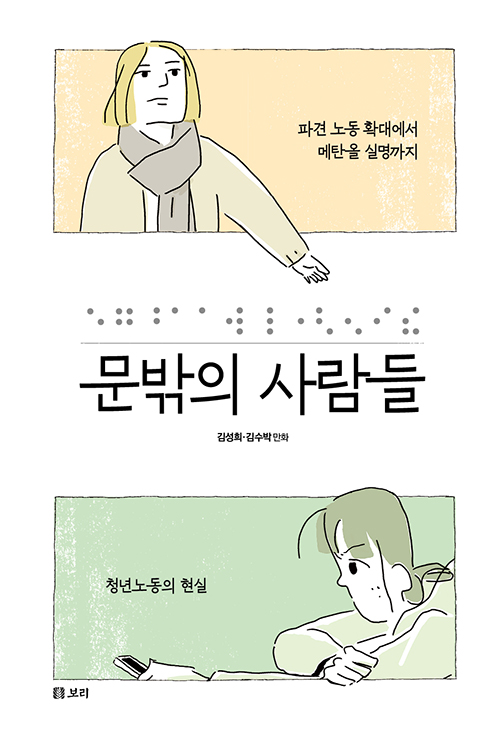 파견 노동 확대에서
메탄올 실명까지
문밖의 사람들
김성희·김수박 만화
청년노동의 현실
보리